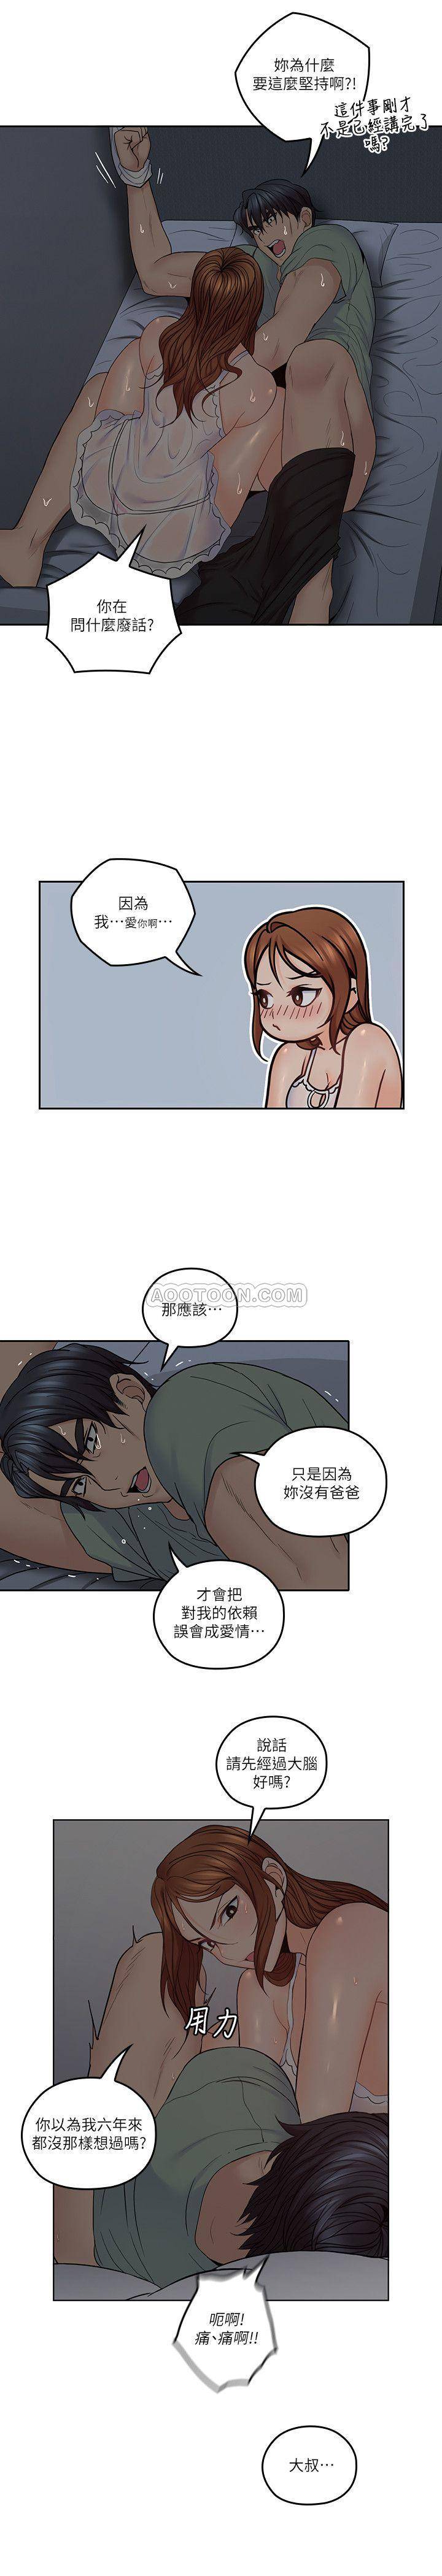 妳為什麼
要這麼堅持啊?!
這件事剛才
不是已經講完了
嗎?
你在
問什麼廢話?
因為
我⋯愛你啊⋯
AOOTOON.COM
那應該⋯
只是因為
妳沒有爸爸
才會把
對我的依賴
誤會成愛情⋯
說話
請先經過大腦
好嗎?
用力
你以為我六年來
都沒那樣想過嗎?
呃啊!
痛、痛啊!!
大叔⋯